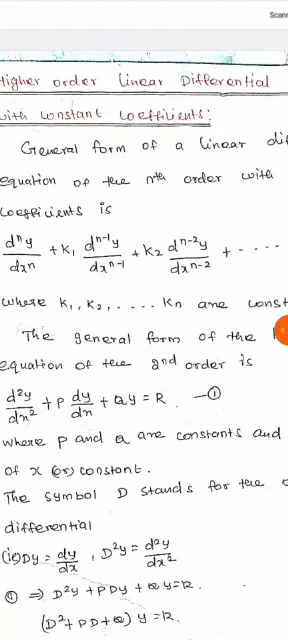 Scann
Higher order Linear Differential
with constant coefficients:
General form of a linear dif
equation of the nth order with
coefficients is
dⁿy/dxⁿ + K₁ dⁿ⁻¹y/dxⁿ⁻¹ + K₂ dⁿ⁻²y/dxⁿ⁻² + ....
where K₁, K₂, .... Kn are const
The general form of the l
equation of the 2nd order is
d²y/dx² + P dy/dx + Qy = R. —①
where P and Q are constants and
of x (or) constant.
The symbol D stands for the o
differential
(ie) Dy = dy/dx, D²y = d²y/dx²
① ⇒ D²y + PDy + Qy = R.
(D² + PD + Q) y = R.